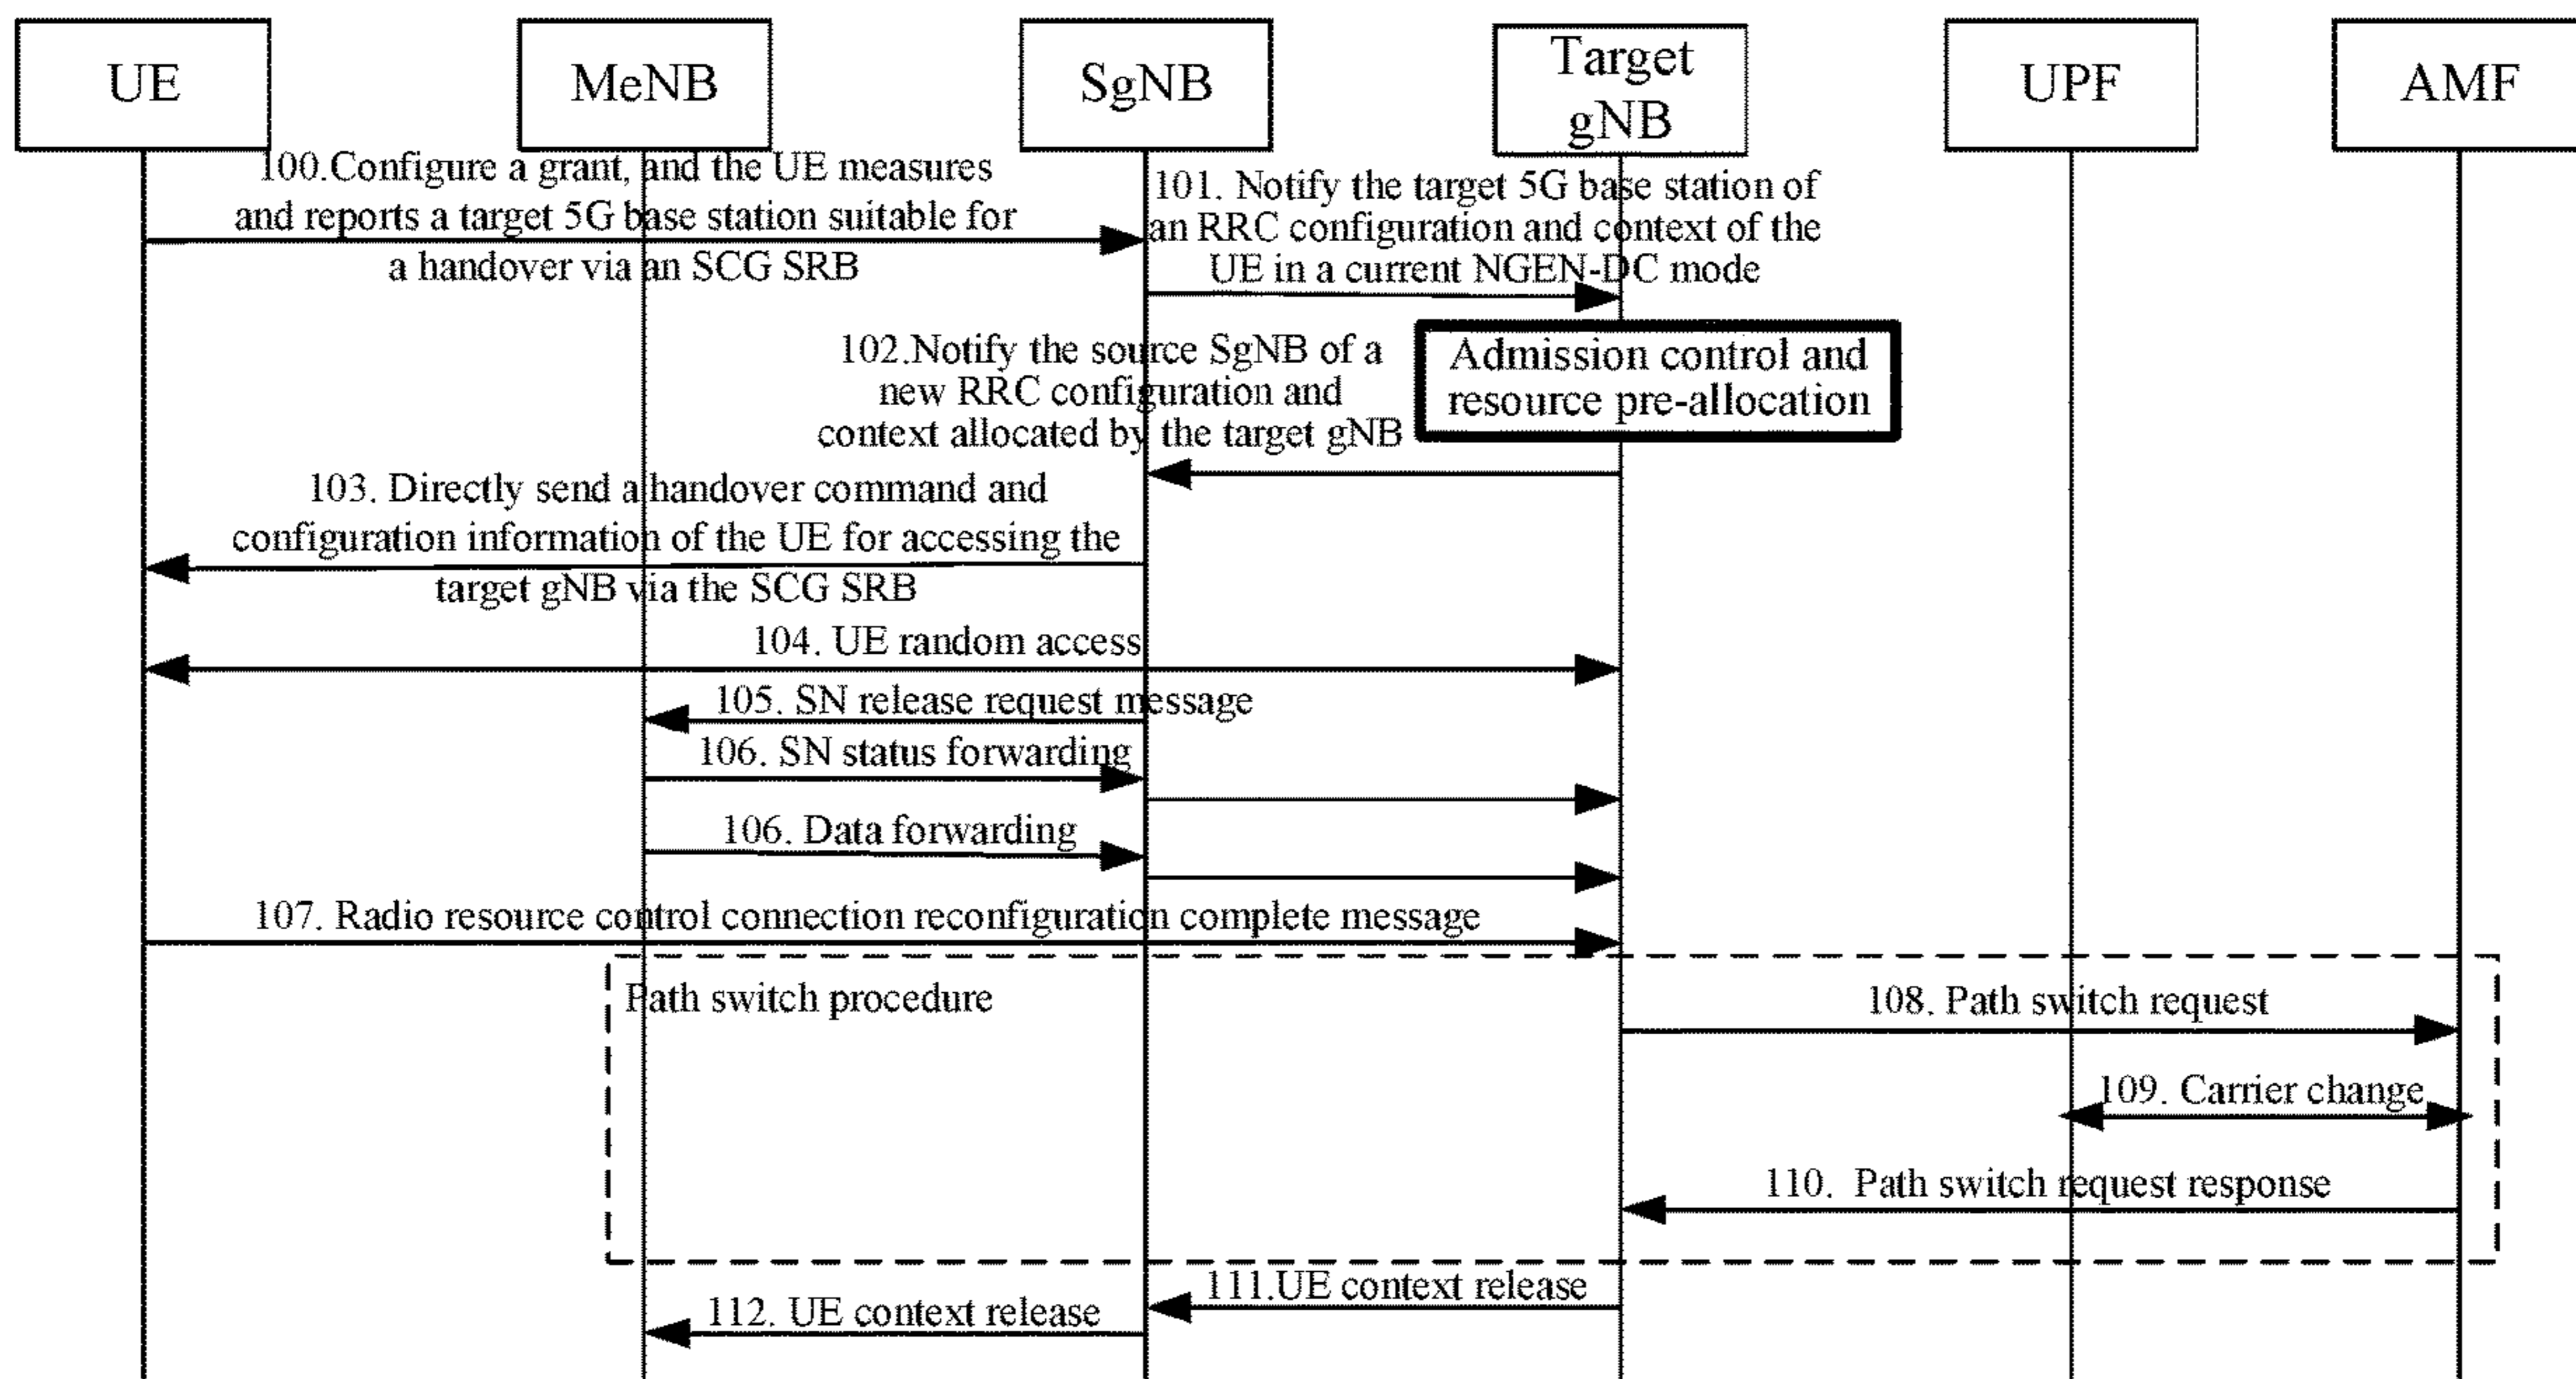 UE
MeNB
SgNB
Target
gNB
UPF
AMF
100.Configure a grant, and the UE measures
and reports a target 5G base station suitable for
a handover via an SCG SRB
101. Notify the target 5G base station of
an RRC configuration and context of the
UE in a current NGEN-DC mode
Admission control and
resource pre-allocation
102.Notify the source SgNB of a
new RRC configuration and
context allocated by the target gNB
103. Directly send a handover command and
configuration information of the UE for accessing the
target gNB via the SCG SRB
104. UE random access
105. SN release request message
106. SN status forwarding
106. Data forwarding
107. Radio resource control connection reconfiguration complete message
Path switch procedure
108. Path switch request
109. Carrier change
110. Path switch request response
111.UE context release
112. UE context release